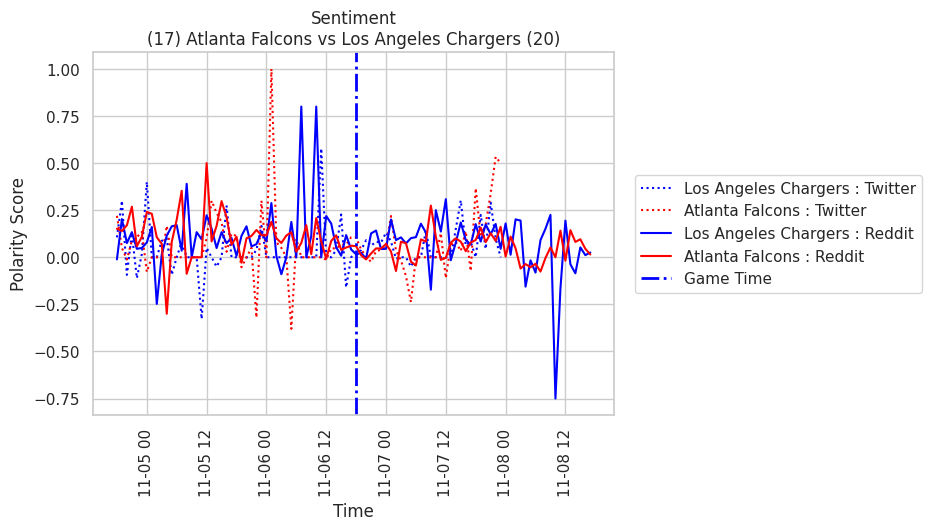 Sentiment
(17) Atlanta Falcons vs Los Angeles Chargers (20)
Polarity Score
1.00
0.75
0.50
0.25
0.00
−0.25
−0.50
−0.75
11-05 00
11-05 12
11-06 00
11-06 12
11-07 00
11-07 12
11-08 00
11-08 12
Time
Los Angeles Chargers : Twitter
Atlanta Falcons : Twitter
Los Angeles Chargers : Reddit
Atlanta Falcons : Reddit
Game Time